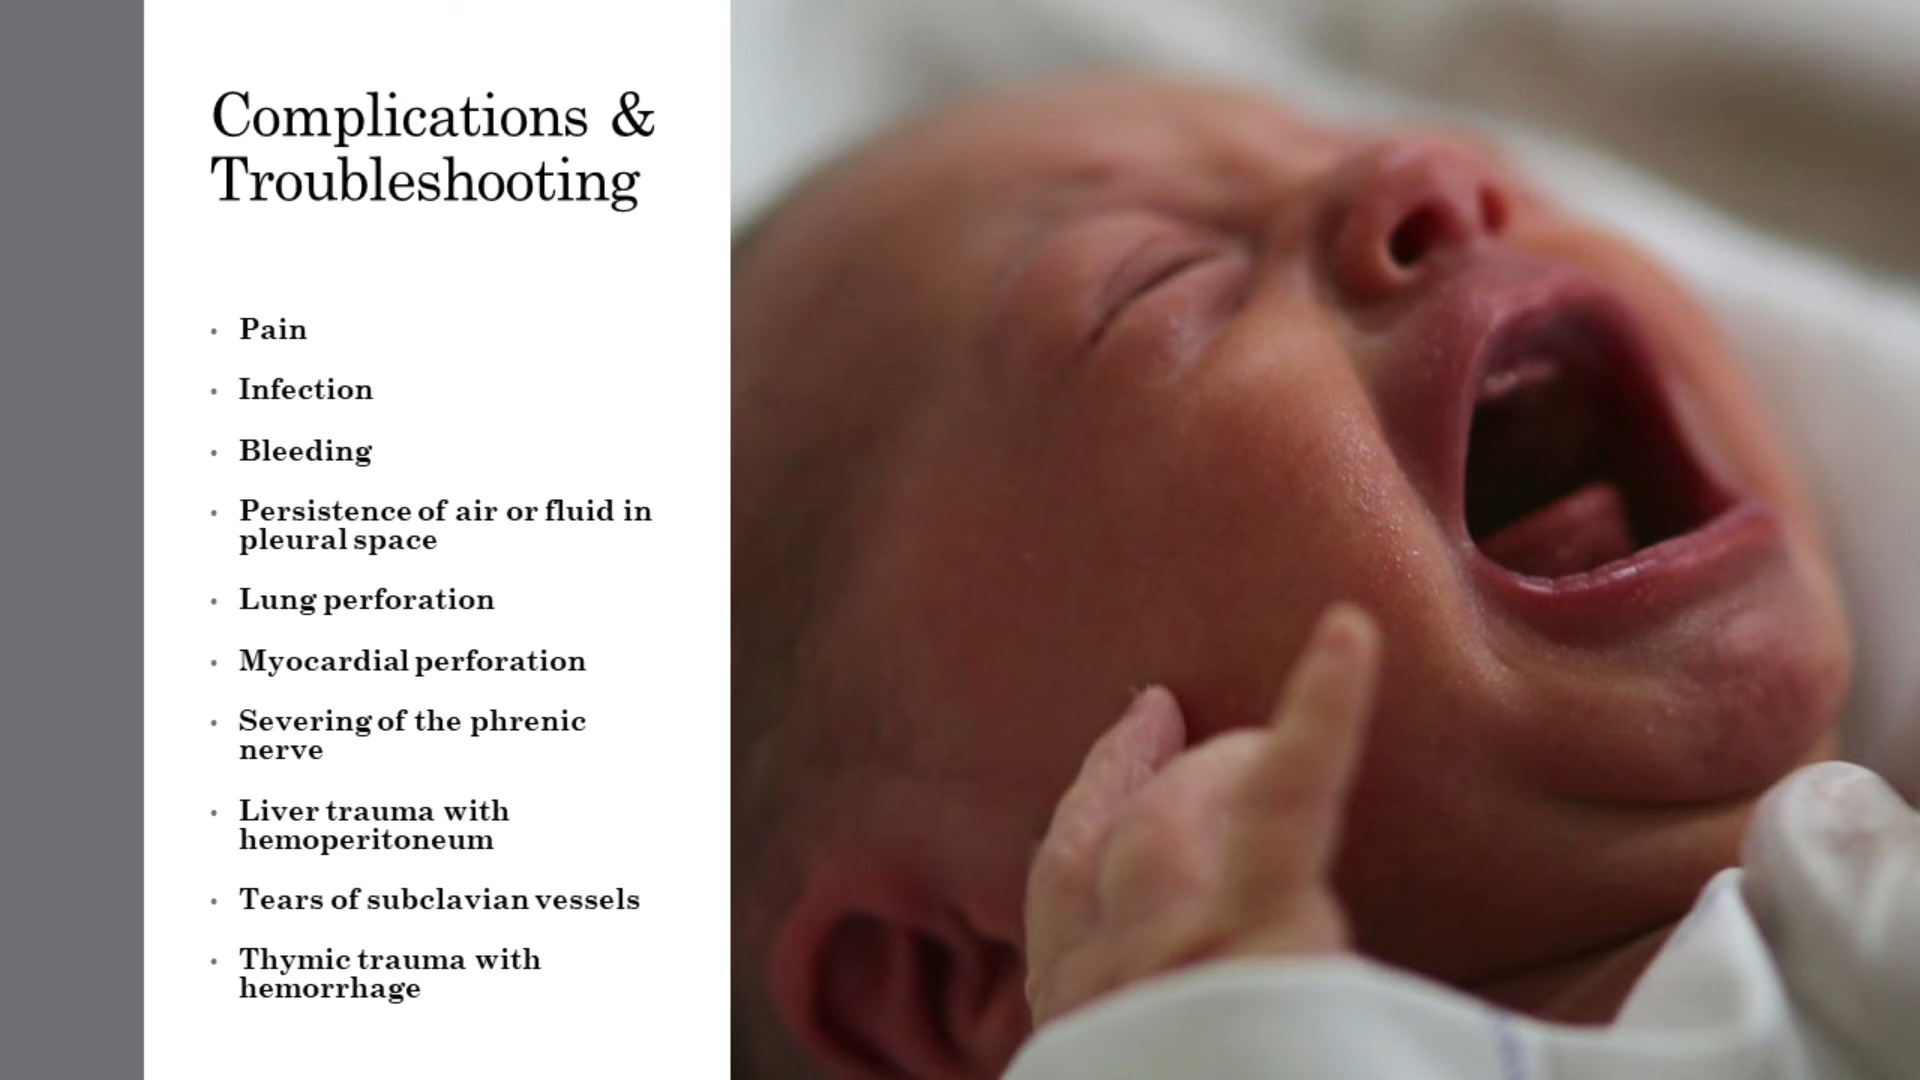 Complications &
Troubleshooting
• Pain
• Infection
• Bleeding
• Persistence of air or fluid in
pleural space
• Lung perforation
• Myocardial perforation
• Severing of the phrenic
nerve
• Liver trauma with
hemoperitoneum
• Tears of subclavian vessels
• Thymic trauma with
hemorrhage